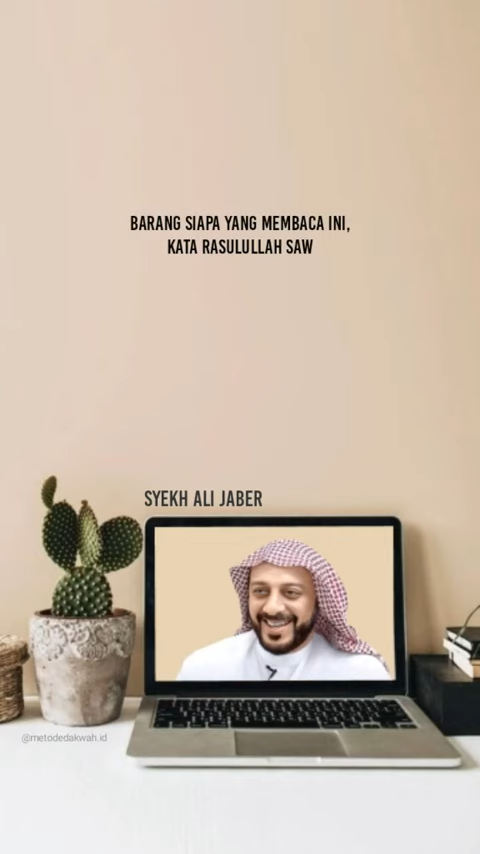 BARANG SIAPA YANG MEMBACA INI,
KATA RASULULLAH SAW
SYEKH ALI JABER
@metodedakwah.id